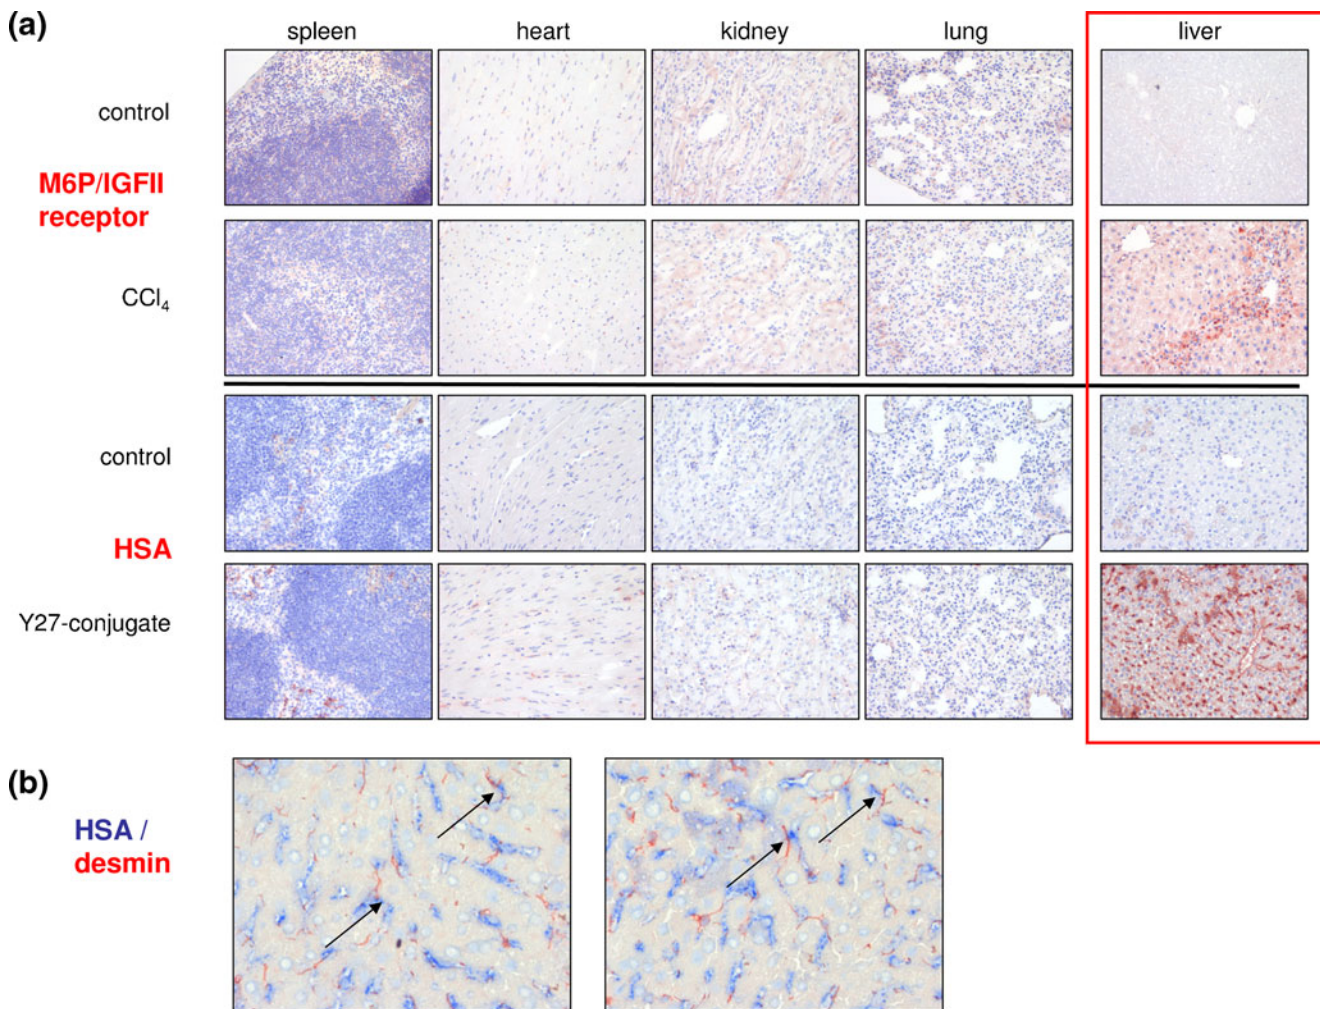 (a)
spleen heart kidney lung liver
control
M6P/IGFII
receptor
CCl₄
control
HSA
Y27-conjugate
(b)
HSA /
desmin